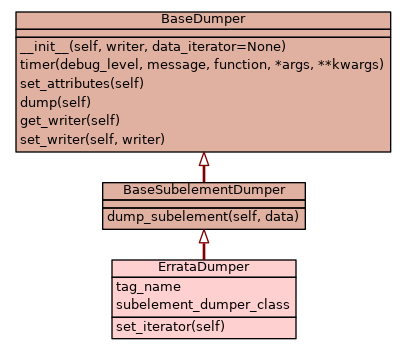 BaseDumper
__init__(self, writer, data_iterator=None)
timer(debug_level, message, function, *args, **kwargs)
set_attributes(self)
dump(self)
get_writer(self)
set_writer(self, writer)
BaseSubelementDumper
dump_subelement(self, data)
ErrataDumper
tag_name
subelement_dumper_class
set_iterator(self)